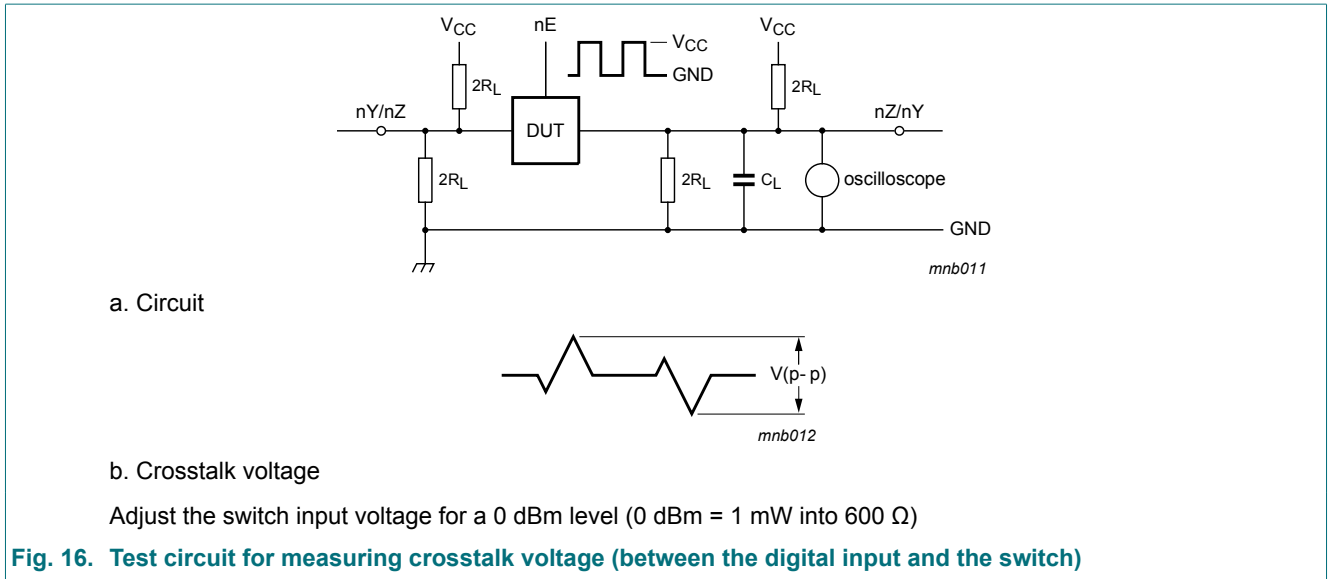 VCC
nE
VCC
VCC
GND
2RL
2RL
nY/nZ
nZ/nY
DUT
2RL
2RL
CL
oscilloscope
GND
mnb011
a. Circuit
V(p- p)
mnb012
b. Crosstalk voltage
Adjust the switch input voltage for a 0 dBm level (0 dBm = 1 mW into 600 Ω)
Fig. 16. Test circuit for measuring crosstalk voltage (between the digital input and the switch)